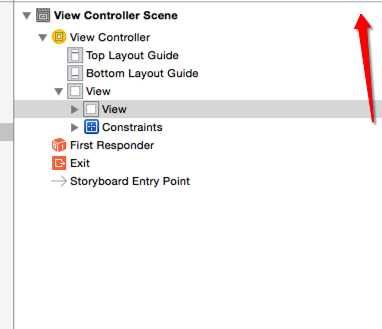 View Controller Scene
View Controller
Top Layout Guide
Bottom Layout Guide
View
View
Constraints
First Responder
Exit
Storyboard Entry Point